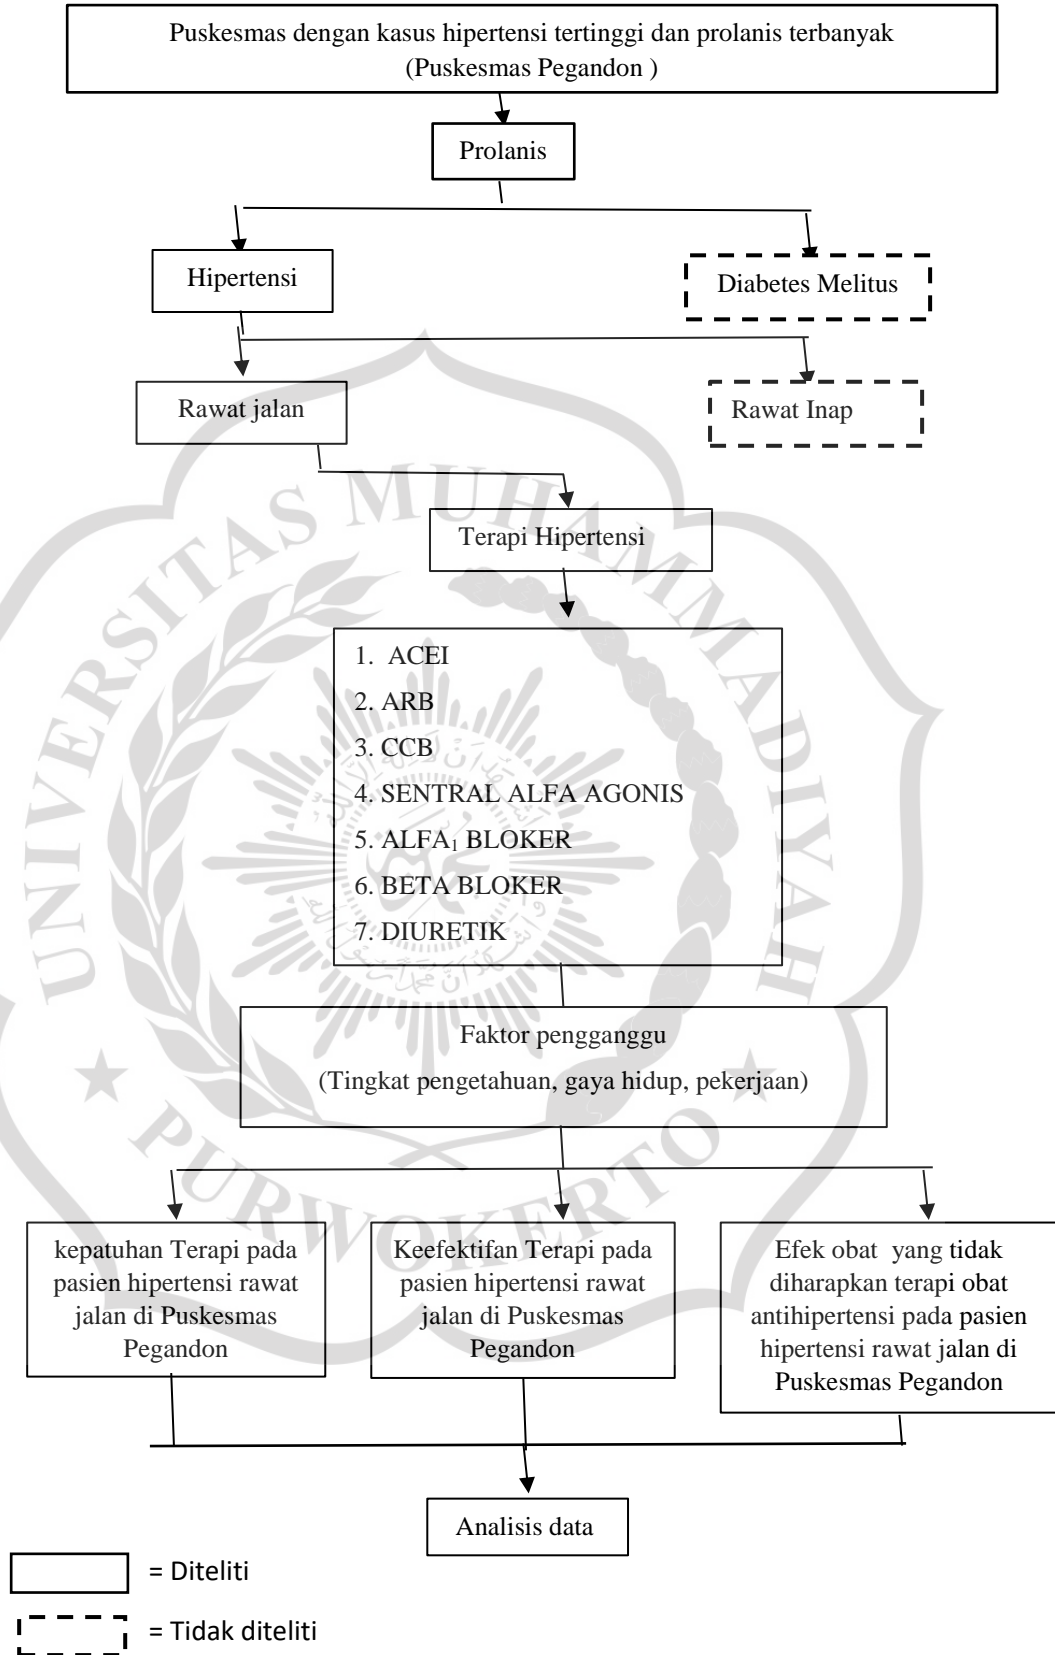 Puskesmas dengan kasus hipertensi tertinggi dan prolanis terbanyak
(Puskesmas Pegandon )
Prolanis
Hipertensi
Diabetes Melitus
Rawat jalan
Rawat Inap
Terapi Hipertensi
1. ACEI
2. ARB
3. CCB
4. SENTRAL ALFA AGONIS
5. ALFA₁ BLOKER
6. BETA BLOKER
7. DIURETIK
Faktor pengganggu
(Tingkat pengetahuan, gaya hidup, pekerjaan)
kepatuhan Terapi pada
pasien hipertensi rawat
jalan di Puskesmas
Pegandon
Keefektifan Terapi pada
pasien hipertensi rawat
jalan di Puskesmas
Pegandon
Efek obat yang tidak
diharapkan terapi obat
antihipertensi pada pasien
hipertensi rawat jalan di
Puskesmas Pegandon
Analisis data
= Diteliti
= Tidak diteliti
UNIVERSITAS MUHAMMADIYAH
PURWOKERTO